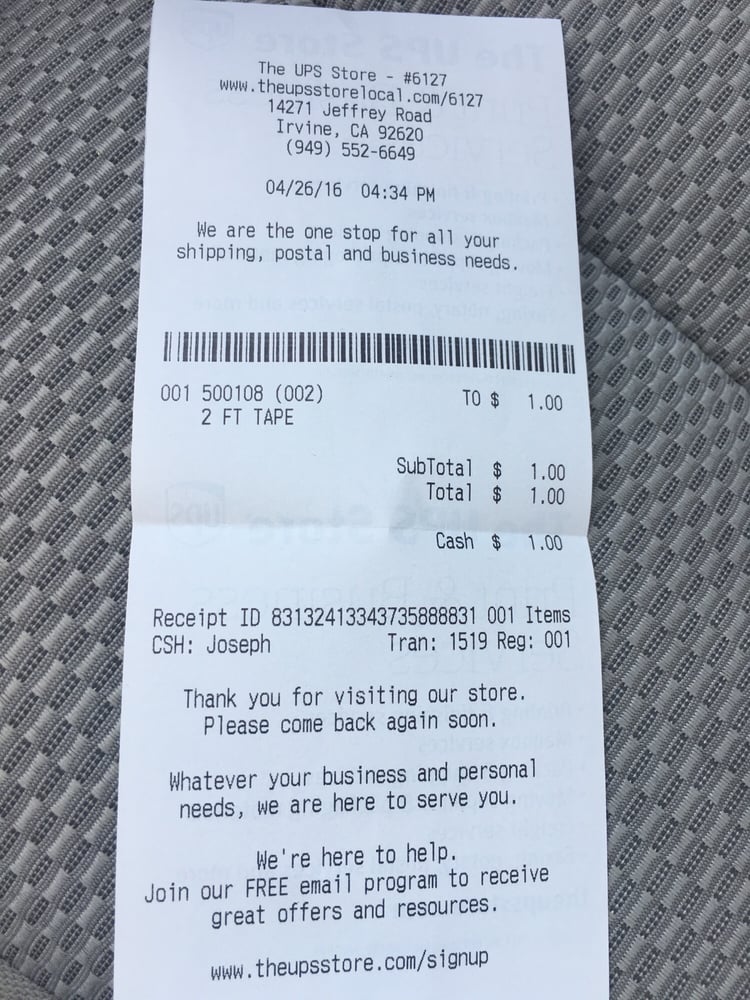 The UPS Store - #6127
www.theupsstorelocal.com/6127
14271 Jeffrey Road
Irvine, CA 92620
(949) 552-6649
04/26/16 04:34 PM
We are the one stop for all your
shipping, postal and business needs.
001 500108 (002) TO $ 1.00
2 FT TAPE
SubTotal $ 1.00
Total $ 1.00
Cash $ 1.00
Receipt ID 83132413343735888831 001 Items
CSH: Joseph Tran: 1519 Reg: 001
Thank you for visiting our store.
Please come back again soon.
Whatever your business and personal
needs, we are here to serve you.
We're here to help.
Join our FREE email program to receive
great offers and resources.
www.theupsstore.com/signup